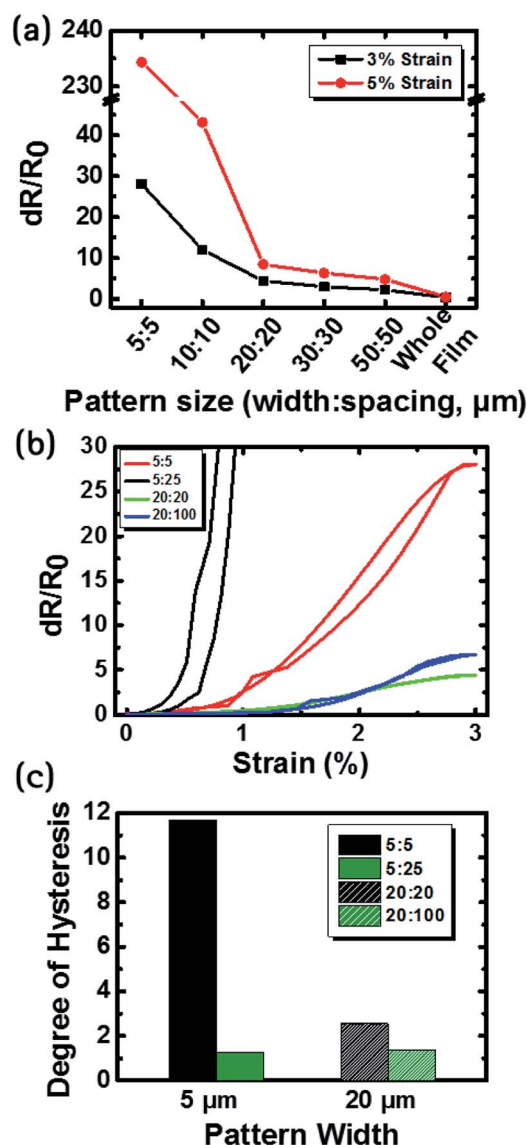 (a)
240
230
40
30
20
10
0
dR/R0
3% Strain
5% Strain
5:5
10:10
20:20
30:30
50:50
Whole
Film
Pattern size (width:spacing, µm)
(b)
30
25
20
15
10
5
0
dR/R0
5:5
5:25
20:20
20:100
0 1 2 3
Strain (%)
(c)
12
10
8
6
4
2
0
Degree of Hysteresis
5:5
5:25
20:20
20:100
5 µm 20 µm
Pattern Width